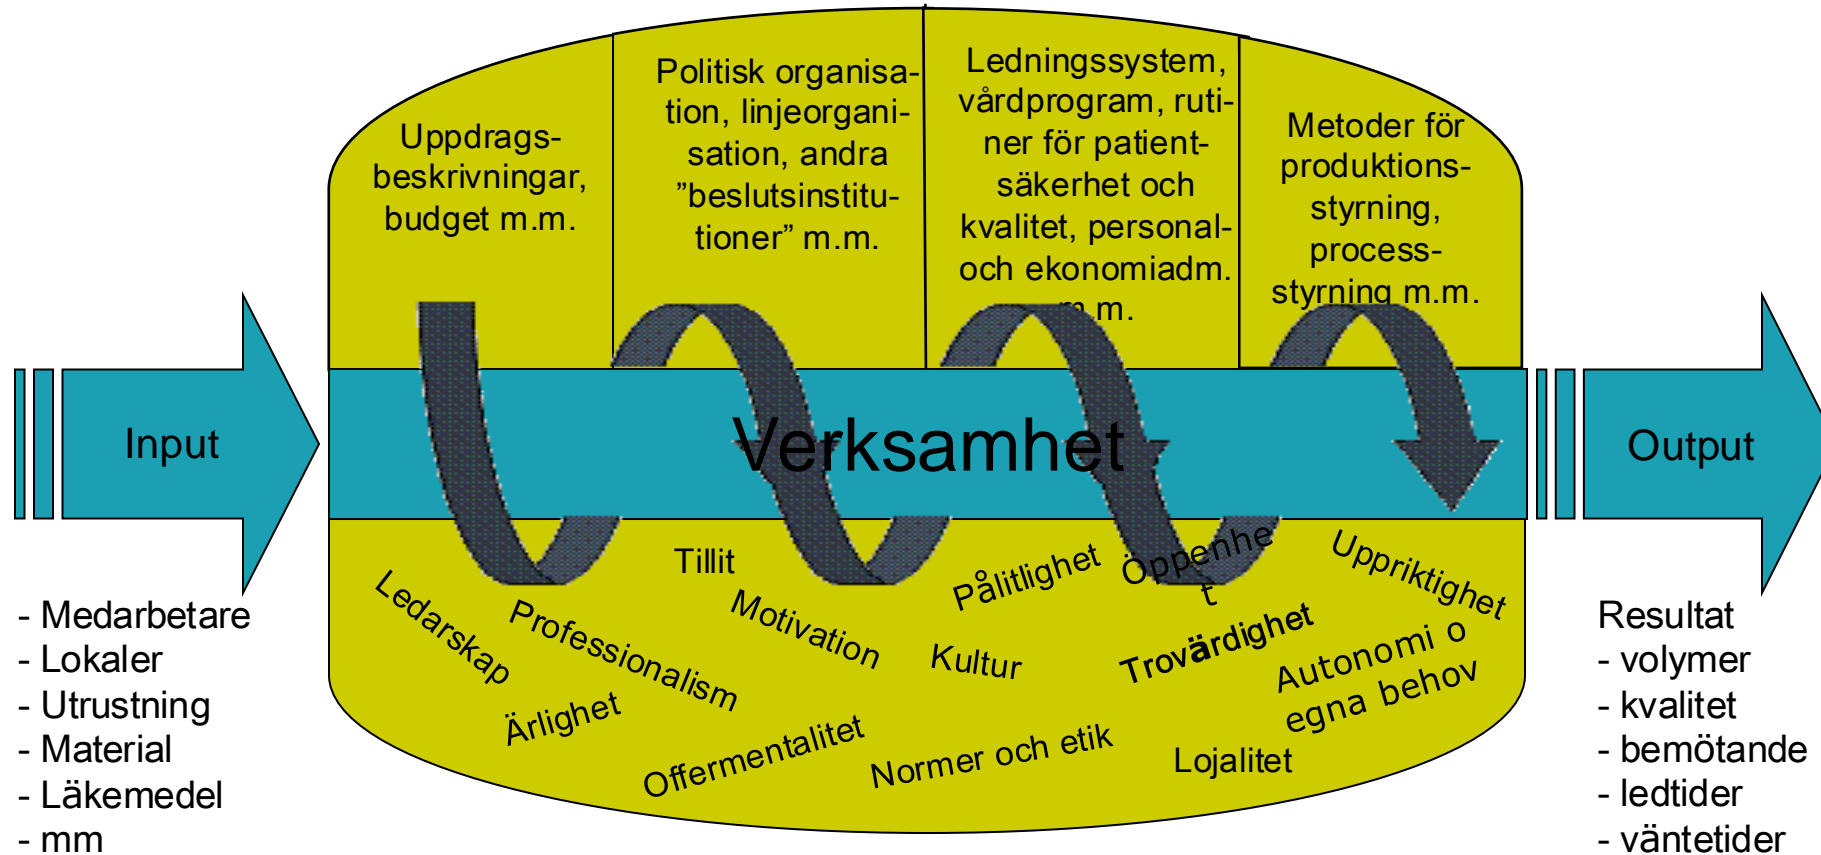 Uppdrags-
beskrivningar,
budget m.m.
Politisk organisa-
tion, linjeorgani-
sation, andra
”beslutsinstitu-
tioner” m.m.
Ledningssystem,
vårdprogram, ruti-
ner för patient-
säkerhet och
kvalitet, personal-
och ekonomiadm.
m.m.
Metoder för
produktions-
styrning,
process-
styrning m.m.
Input
Verksamhet
Output
- Medarbetare
- Lokaler
- Utrustning
- Material
- Läkemedel
- mm
Ledarskap
Professionalism
Ärlighet
Tillit
Motivation
Offermentalitet
Kultur
Normer och etik
Pålitlighet
Öppenhe
t
Trovärdighet
Lojalitet
Uppriktighet
Autonomi o
egna behov
Resultat
- volymer
- kvalitet
- bemötande
- ledtider
- väntetider